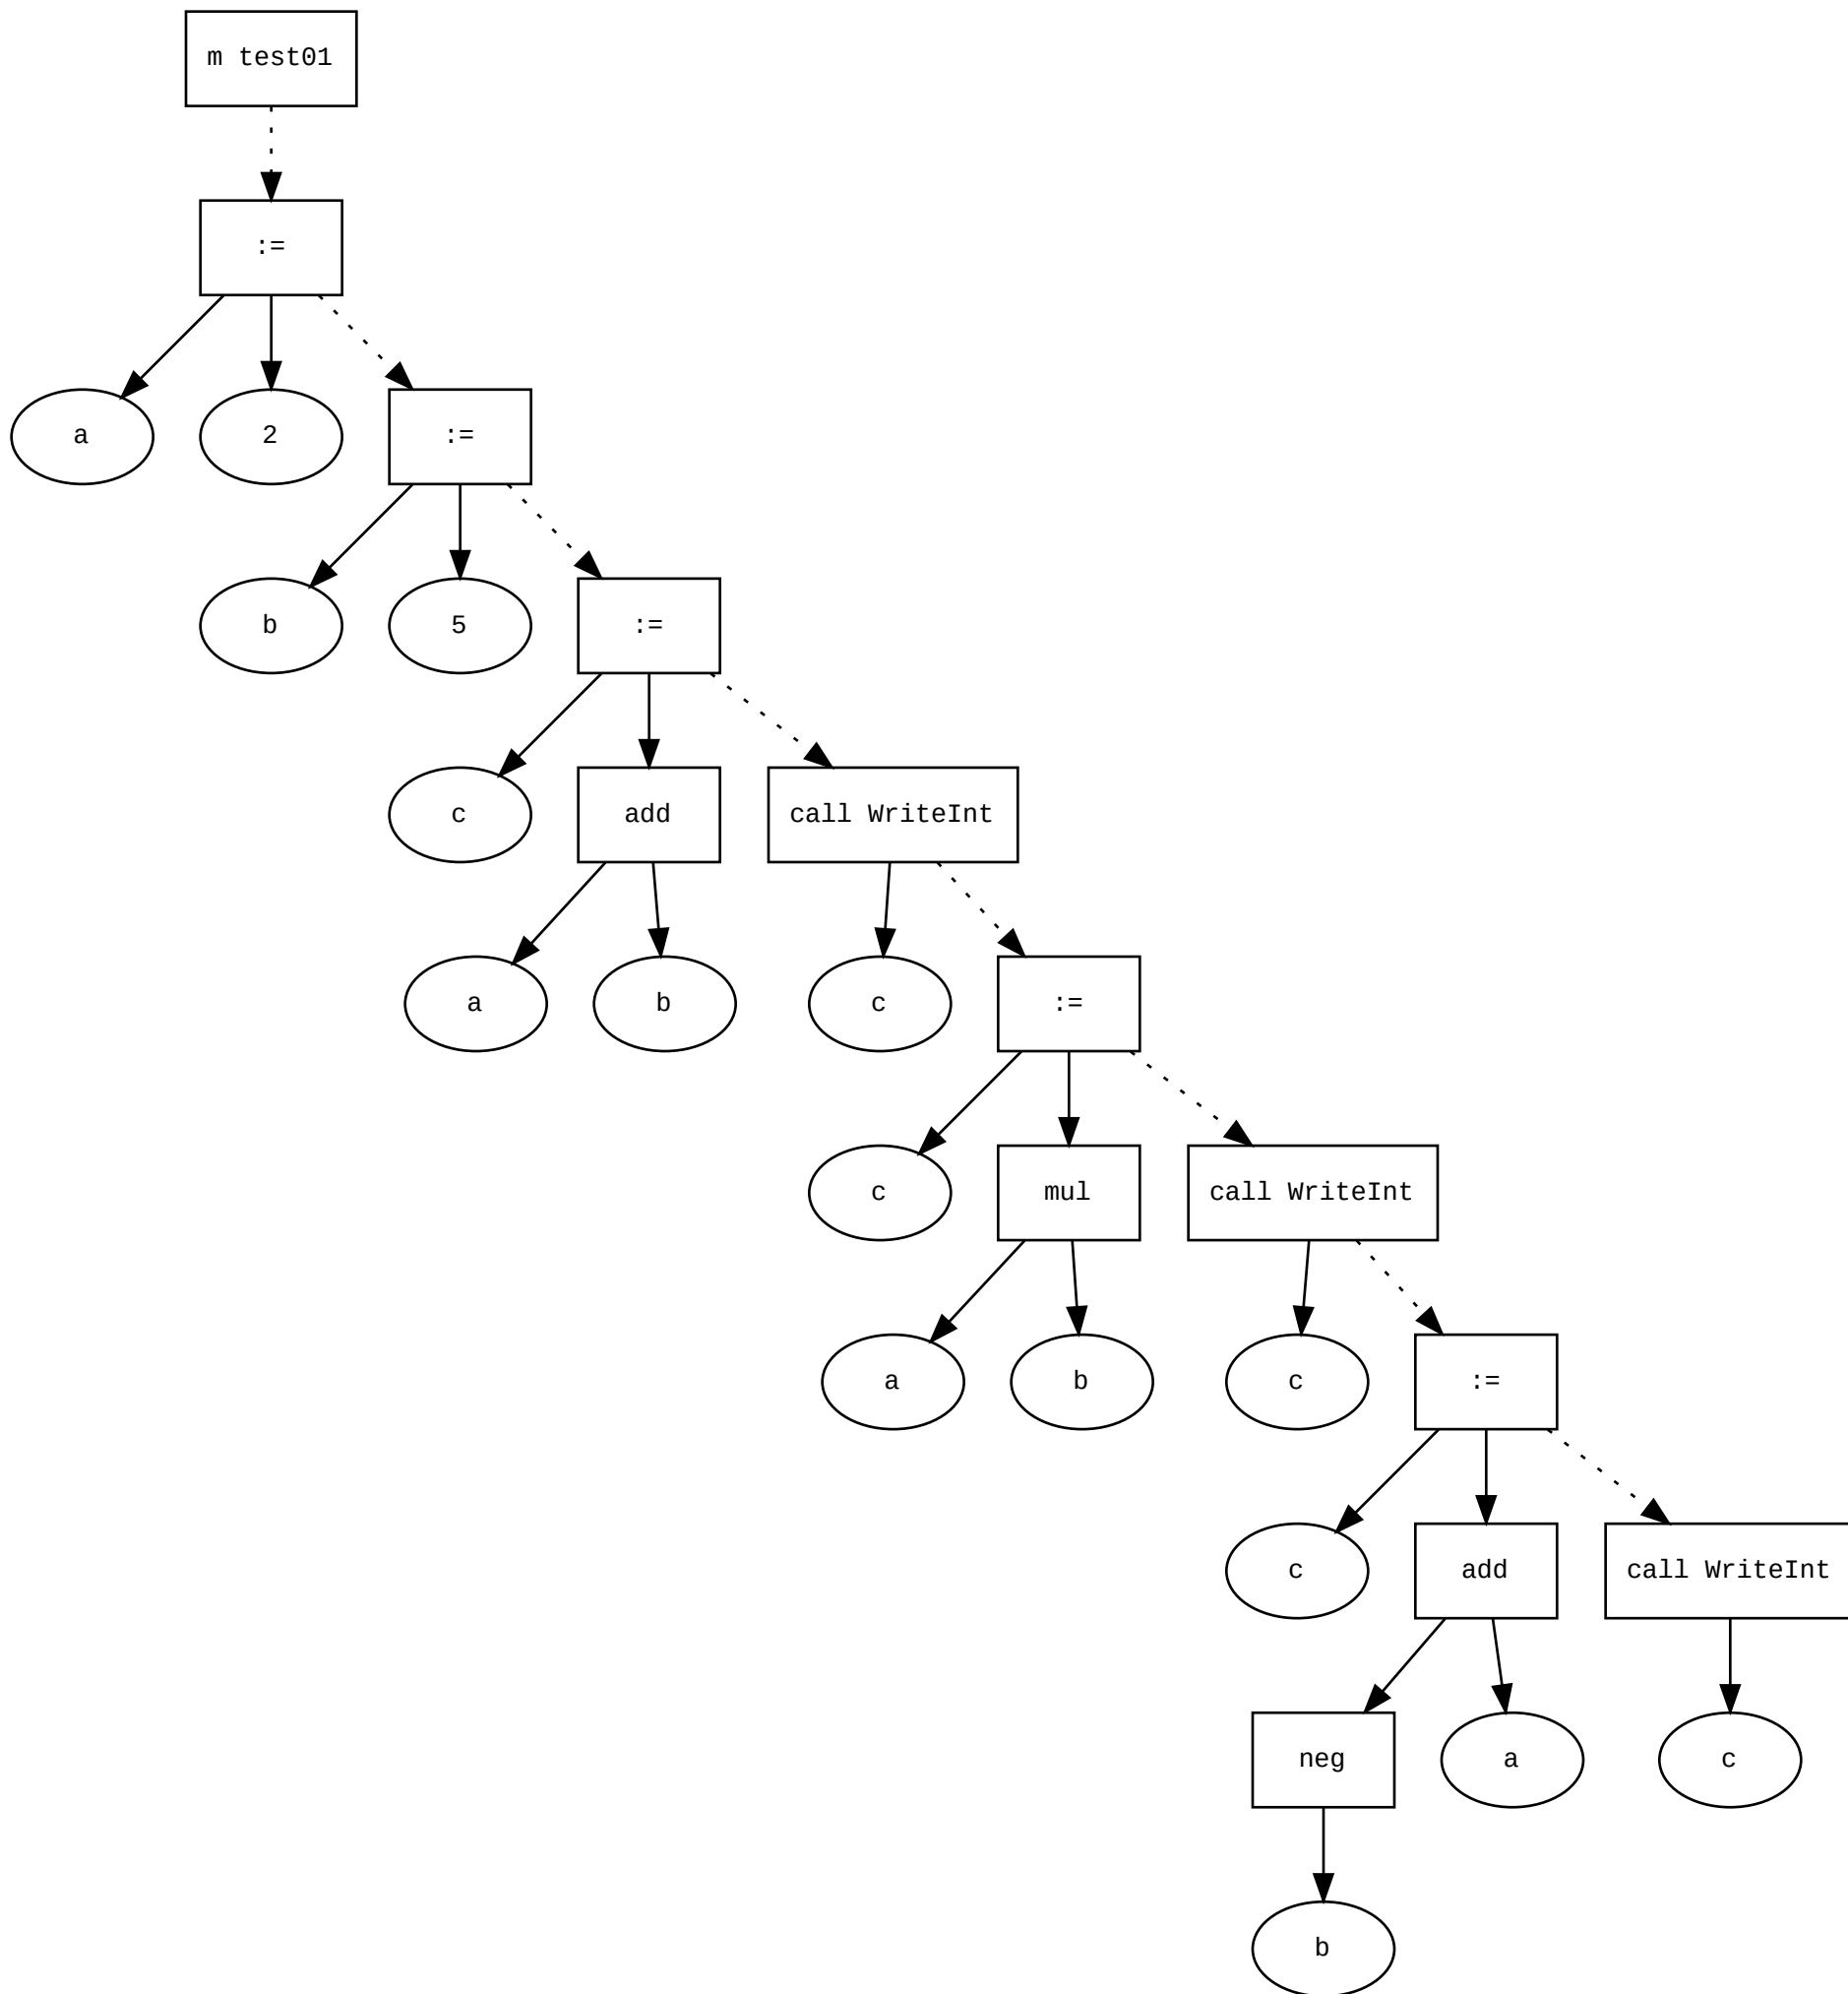 m test01
:=
a
2
:=
b
5
:=
c
add
call WriteInt
a
b
c
:=
c
mul
call WriteInt
a
b
c
:=
c
add
call WriteInt
neg
a
c
b